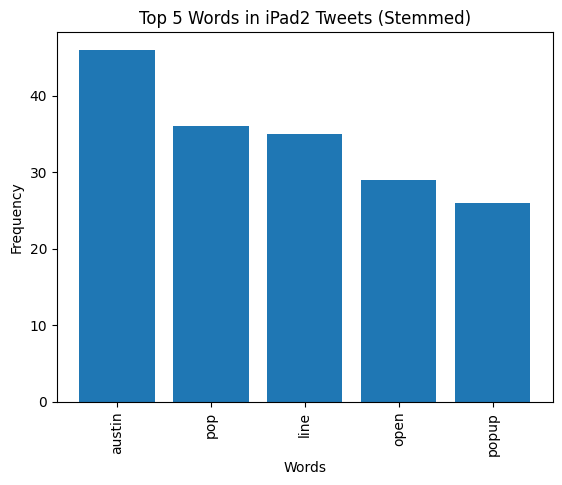 Top 5 Words in iPad2 Tweets (Stemmed)
Frequency
40
30
20
10
0
austin
pop
line
open
popup
Words